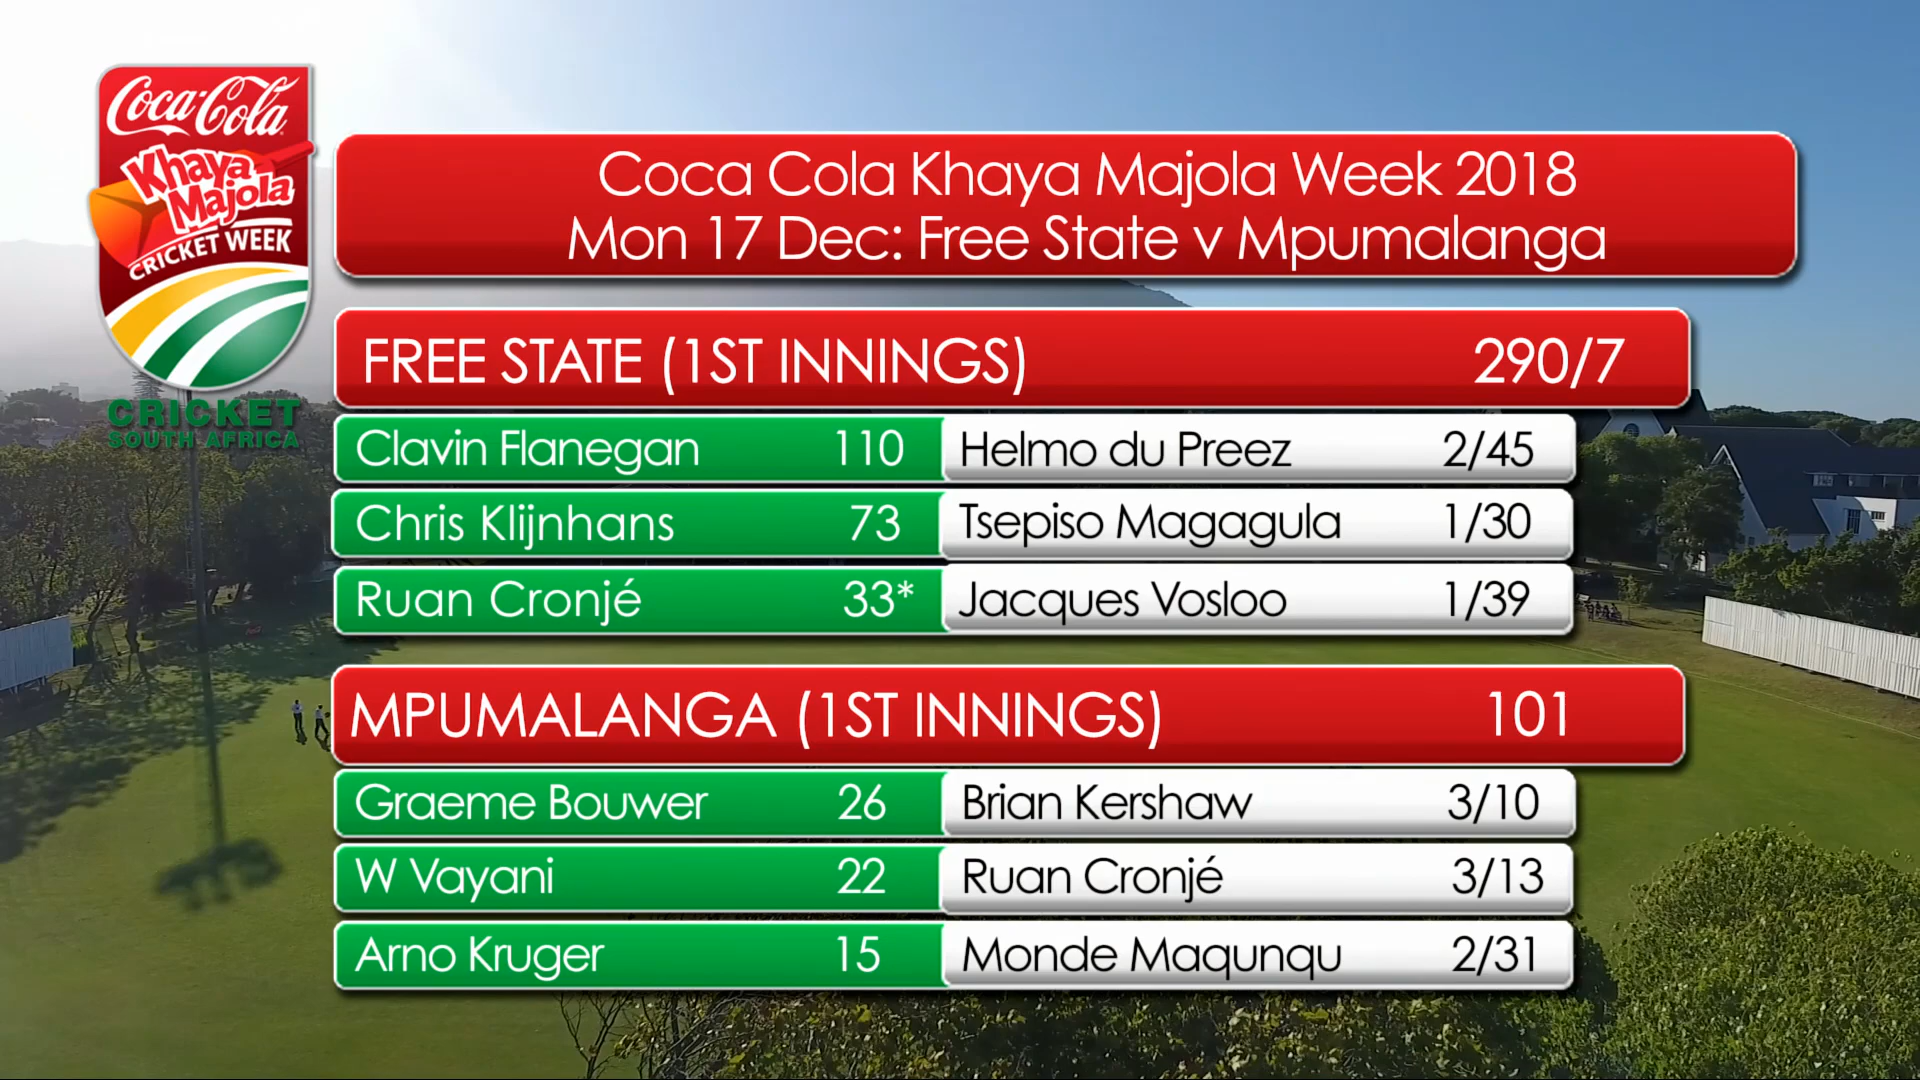 Coca-Cola
Khaya
Majola
CRICKET WEEK
CRICKET
SOUTH AFRICA
Coca Cola Khaya Majola Week 2018
Mon 17 Dec: Free State v Mpumalanga
FREE STATE (1ST INNINGS) 290/7
Clavin Flanegan 110 Helmo du Preez 2/45
Chris Klijnhans 73 Tsepiso Magagula 1/30
Ruan Cronjé 33* Jacques Vosloo 1/39
MPUMALANGA (1ST INNINGS) 101
Graeme Bouwer 26 Brian Kershaw 3/10
W Vayani 22 Ruan Cronjé 3/13
Arno Kruger 15 Monde Maqunqu 2/31